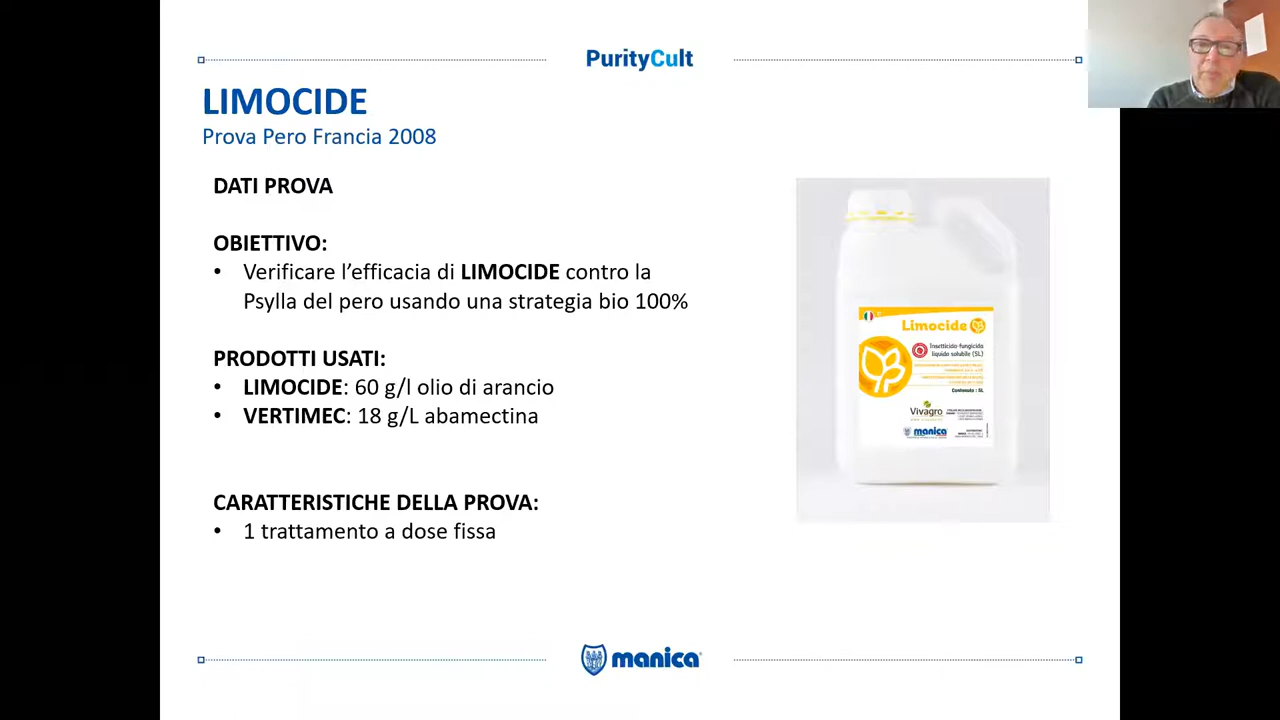 PurityCult
LIMOCIDE
Prova Pero Francia 2008
DATI PROVA
OBIETTIVO:
• Verificare l’efficacia di LIMOCIDE contro la
Psylla del pero usando una strategia bio 100%
PRODOTTI USATI:
• LIMOCIDE: 60 g/l olio di arancio
• VERTIMEC: 18 g/L abamectina
CARATTERISTICHE DELLA PROVA:
• 1 trattamento a dose fissa
Limocide
Insetticida-fungicida
liquido solubile (SL)
Contenuto : 5L
Vivagro
manica
manica